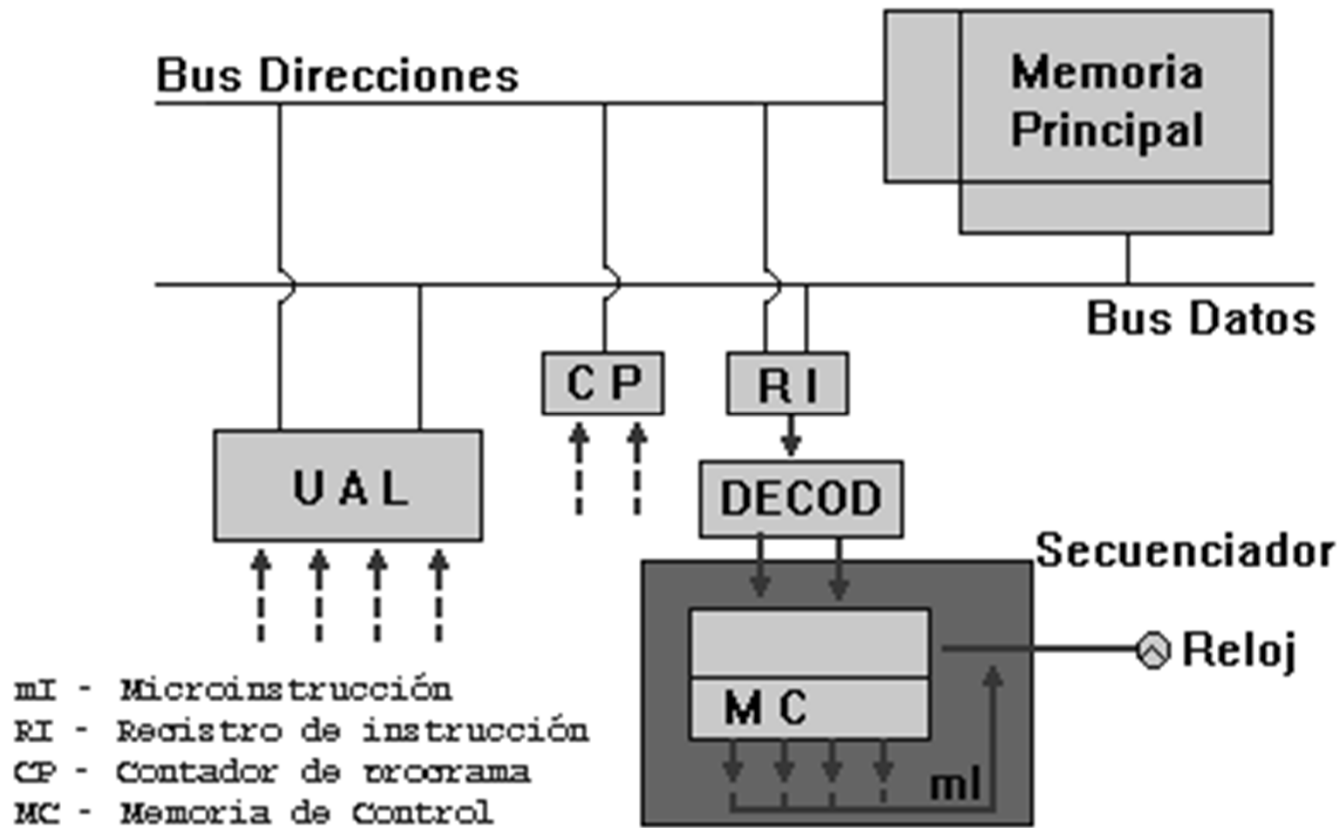 Bus Direcciones
Memoria
Principal
Bus Datos
C P
R I
U A L
DECOD
Secuenciador
Reloj
M C
mI
mI - Microinstrucción
RI - Registro de instrucción
CP - Contador de programa
MC - Memoria de Control